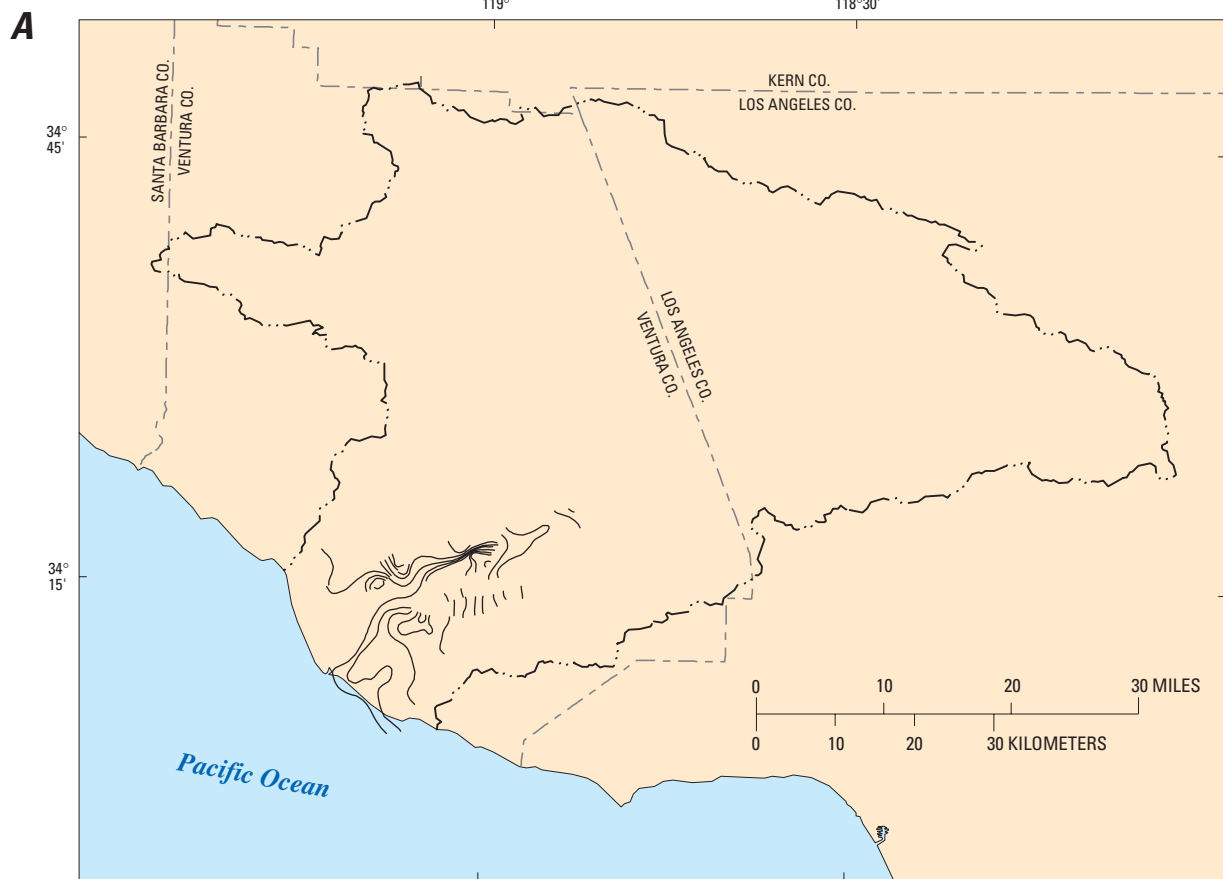 A
119°
118°30'
KERN CO.
LOS ANGELES CO.
SANTA BARBARA CO.
VENTURA CO.
34°
45'
LOS ANGELES CO.
VENTURA CO.
34°
15'
0 10 20 30 MILES
0 10 20 30 KILOMETERS
Pacific Ocean